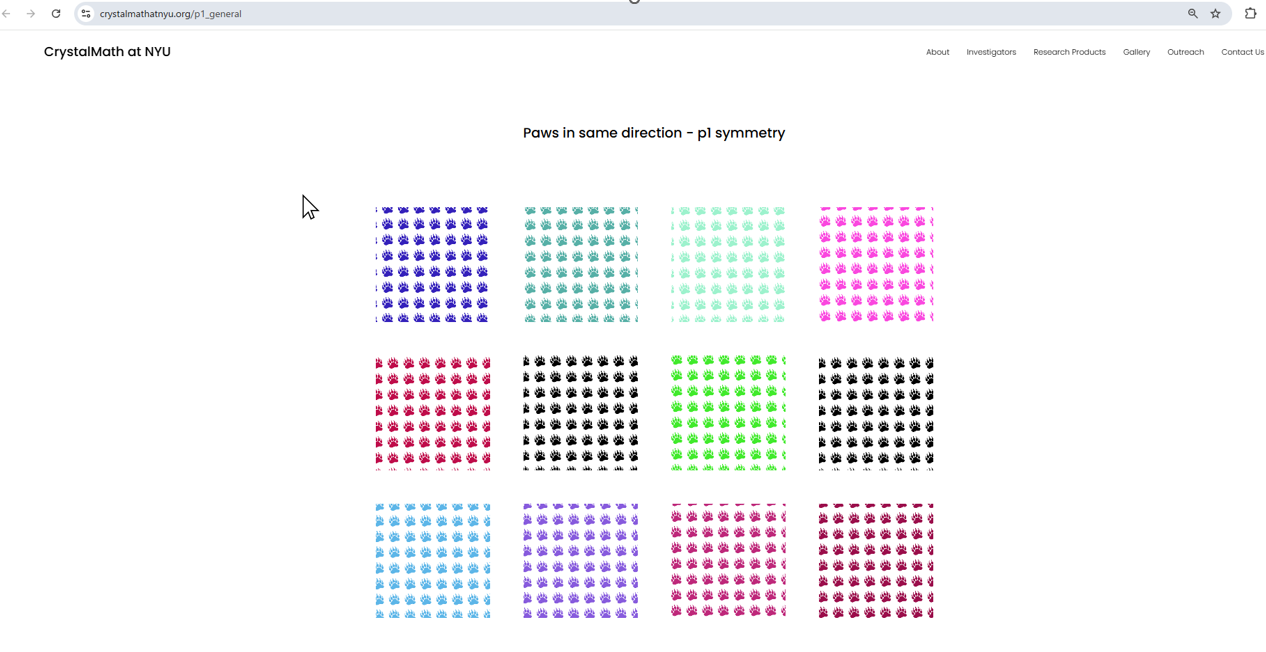 crystalmathatnyu.org/p1_general
CrystalMath at NYU
About Investigators Research Products Gallery Outreach Contact Us
Paws in same direction - p1 symmetry